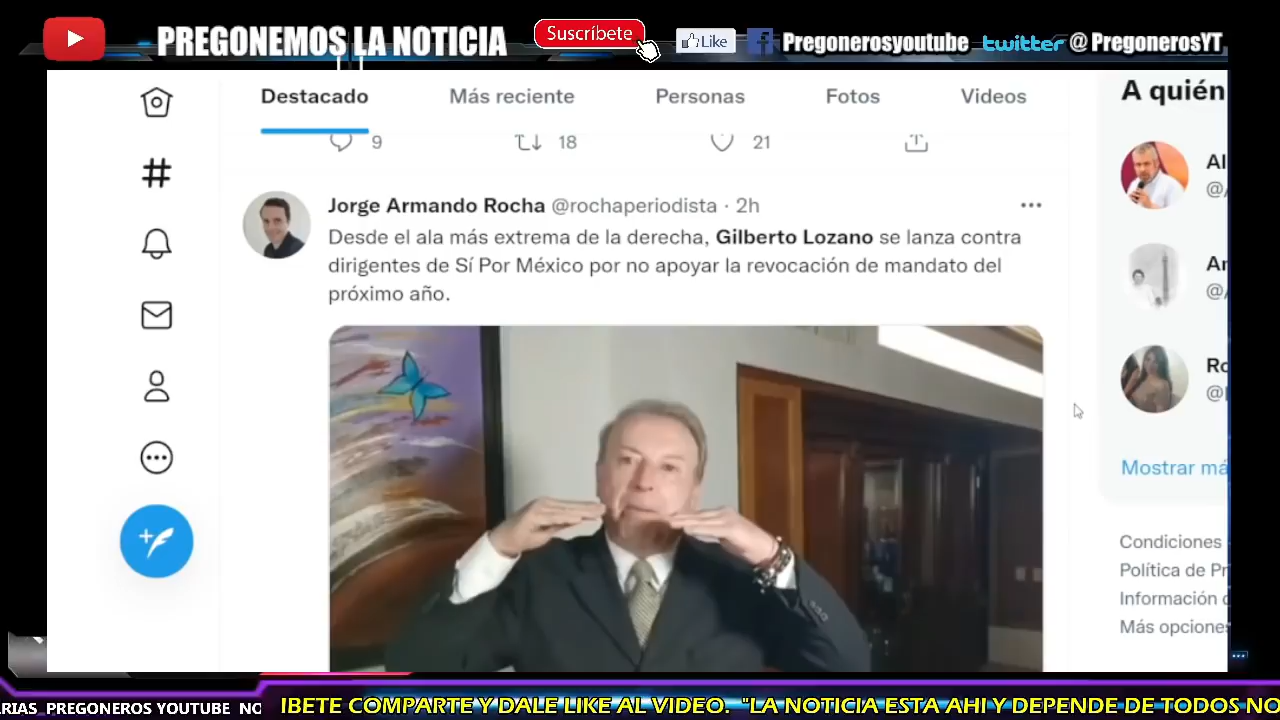 PREGONEMOS LA NOTICIA
Suscríbete
Like
Pregonerosyoutube
twitter @PregonerosYT
Destacado
Más reciente
Personas
Fotos
Videos
9
18
21
Jorge Armando Rocha @rochaperiodista · 2h
Desde el ala más extrema de la derecha, Gilberto Lozano se lanza contra
dirigentes de Sí Por México por no apoyar la revocación de mandato del
próximo año.
A quién
Al
@
Ar
@
Ro
@
Mostrar má
Condiciones
Política de Pr
Información
Más opciones
ARIAS_PREGONEROS YOUTUBE NO
IBETE COMPARTE Y DALE LIKE AL VIDEO. "LA NOTICIA ESTA AHI Y DEPENDE DE TODOS NO